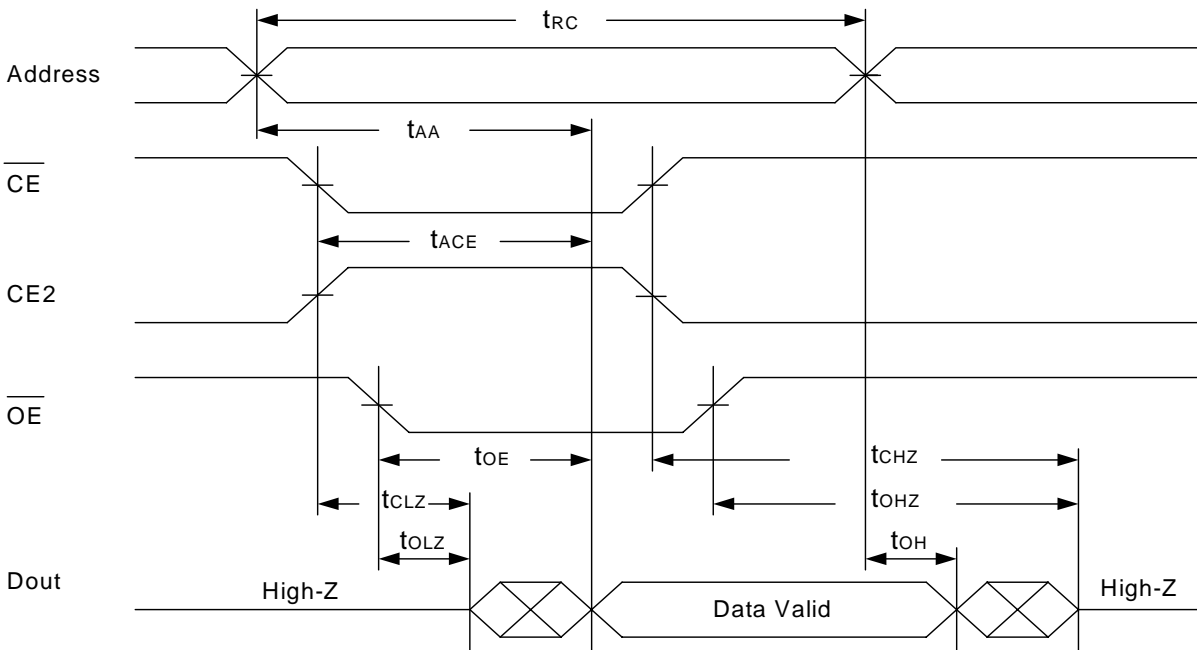 tRC
Address
tAA
CE
tACE
CE2
OE
tOE
tCHZ
tCLZ
tOHZ
tOLZ
tOH
Dout
High-Z
Data Valid
High-Z